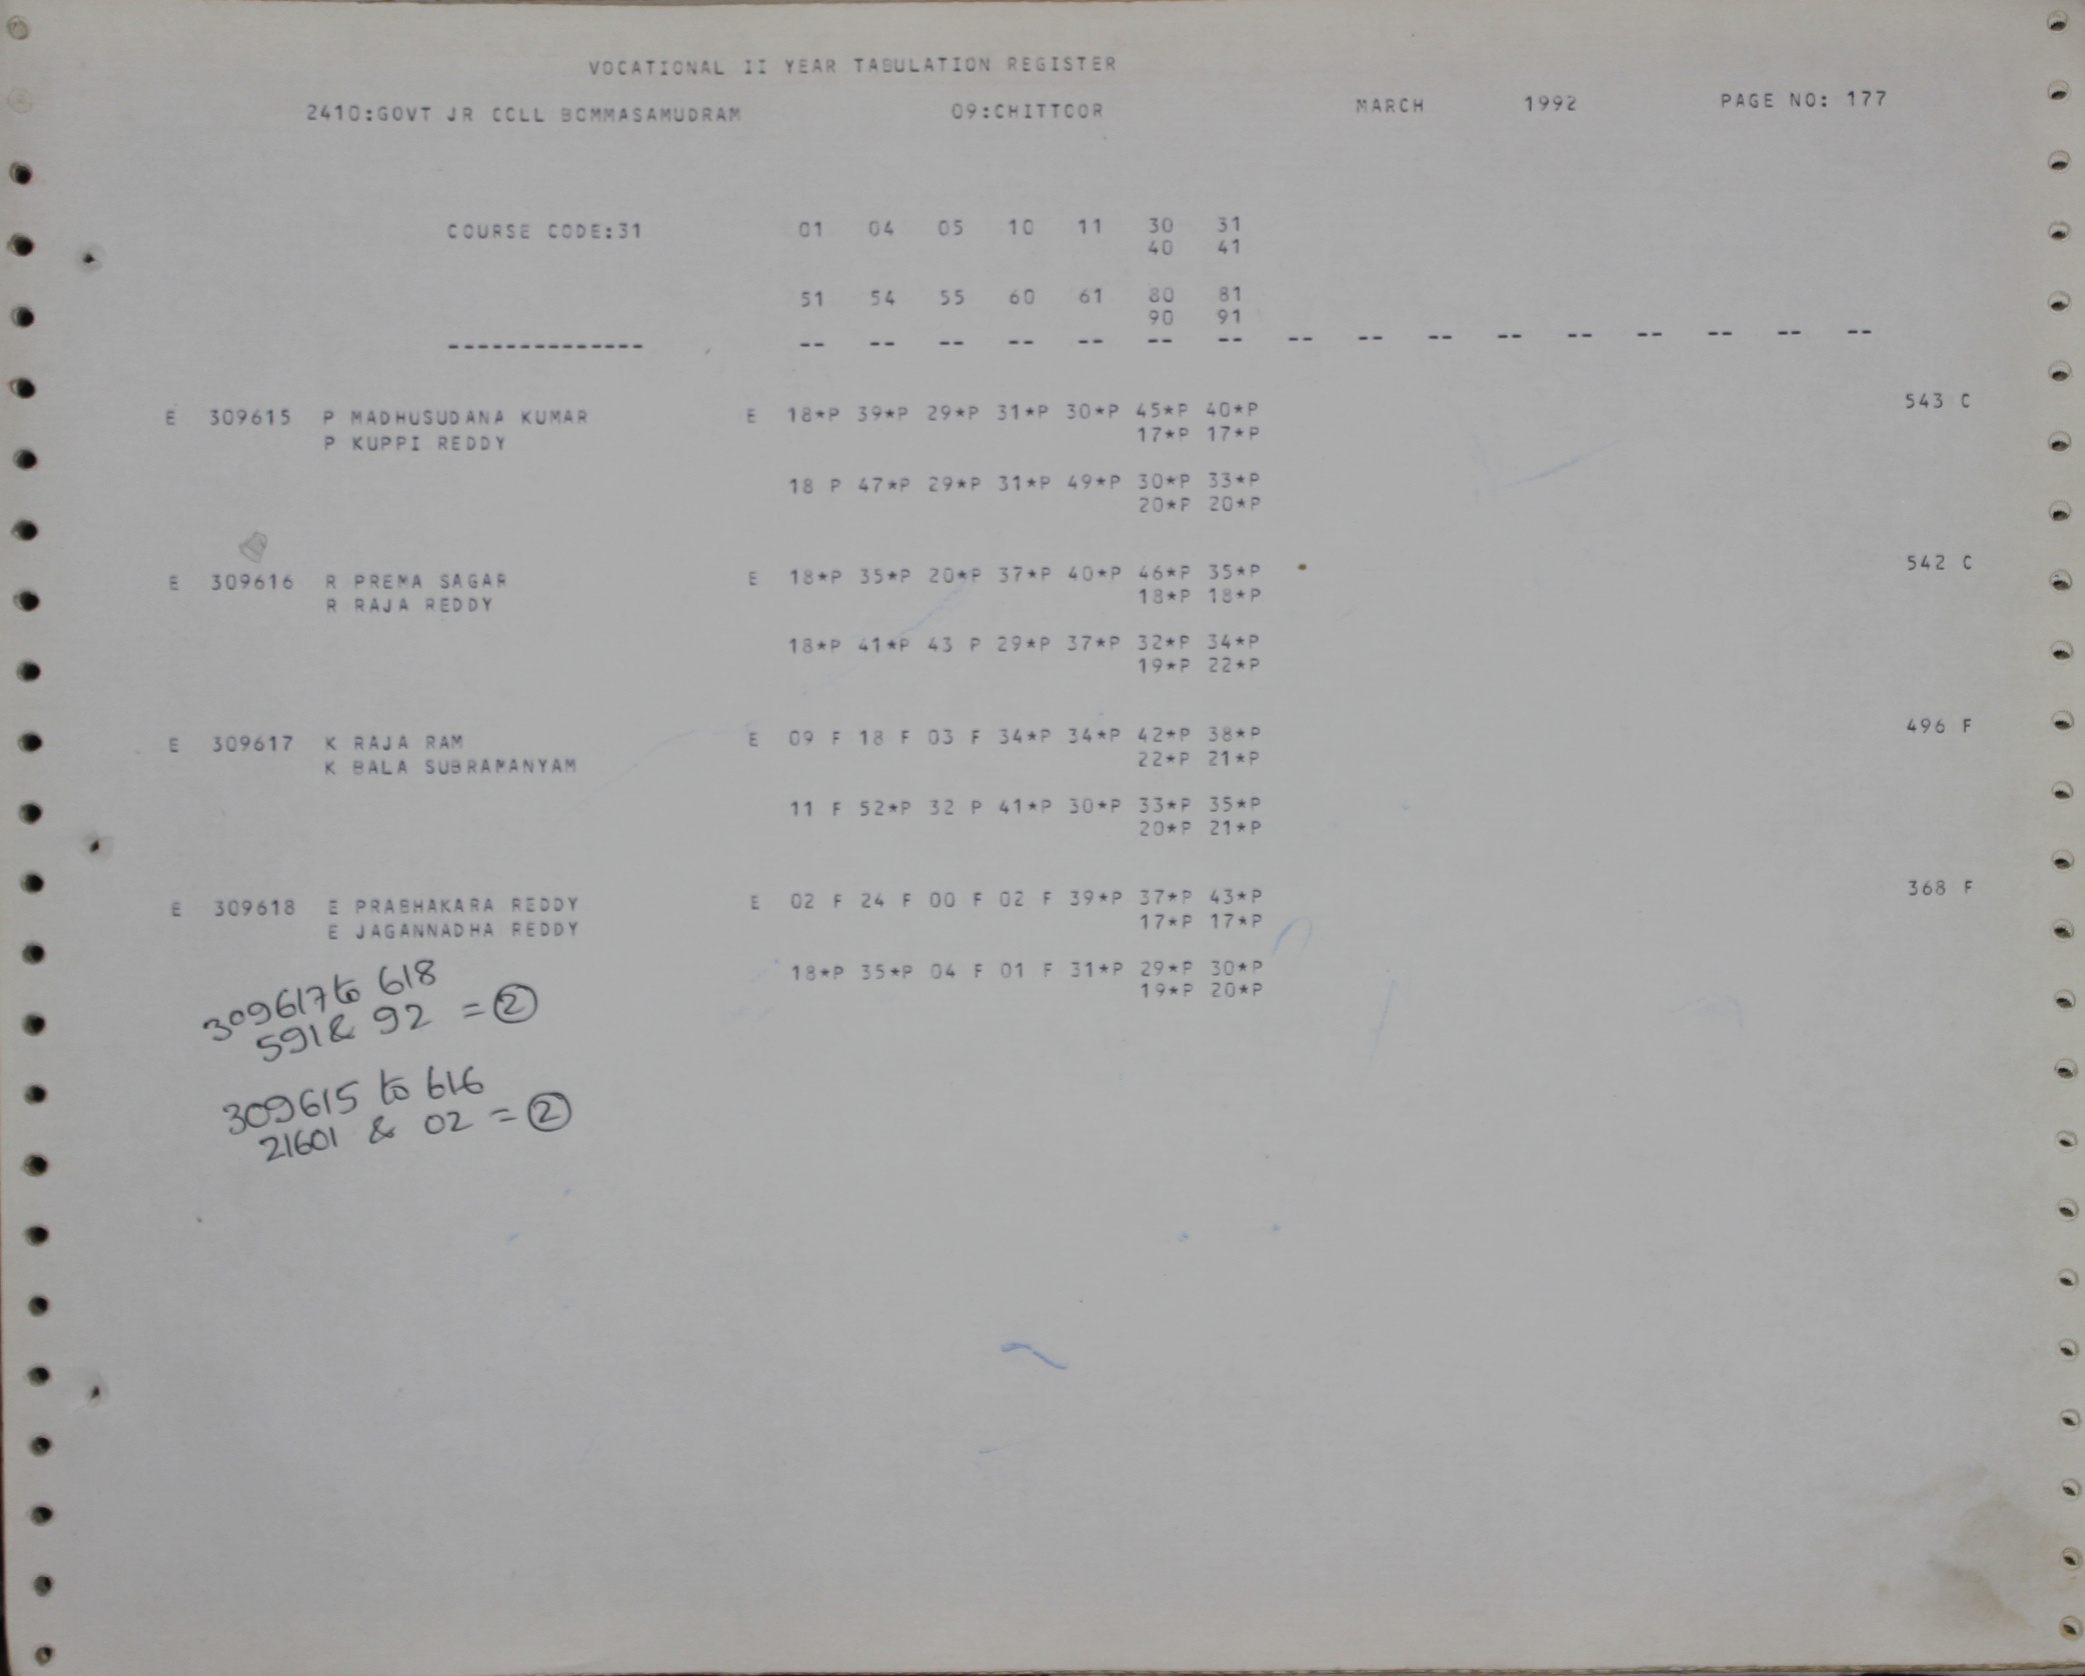 VOCATIONAL II YEAR TABULATION REGISTER
2410:GOVT JR COLL BOMMASAMUDRAM 09:CHITTOOR MARCH 1992 PAGE NO: 177
COURSE CODE:31 01 04 05 10 11 30 31
40 41
51 54 55 60 61 80 81
90 91
-------------- -- -- -- -- -- -- -- -- -- -- -- -- -- -- -- --
E 309615 P MADHUSUDANA KUMAR E 18*P 39*P 29*P 31*P 30*P 45*P 40*P 543 C
P KUPPI REDDY 17*P 17*P
18 P 47*P 29*P 31*P 49*P 30*P 33*P
20*P 20*P
E 309616 R PREMA SAGAR E 18*P 35*P 20*P 37*P 40*P 46*P 35*P 542 C
R RAJA REDDY 18*P 18*P
18*P 41*P 43 P 29*P 37*P 32*P 34*P
19*P 22*P
E 309617 K RAJA RAM E 09 F 18 F 03 F 34*P 34*P 42*P 38*P 496 F
K BALA SUBRAMANYAM 22*P 21*P
11 F 52*P 32 P 41*P 30*P 33*P 35*P
20*P 21*P
E 309618 E PRABHAKARA REDDY E 02 F 24 F 00 F 02 F 39*P 37*P 43*P 368 F
E JAGANNADHA REDDY 17*P 17*P
18*P 35*P 04 F 01 F 31*P 29*P 30*P
19*P 20*P
309617 to 618
591 & 92 = 2
309615 to 616
21601 & 02 = 2